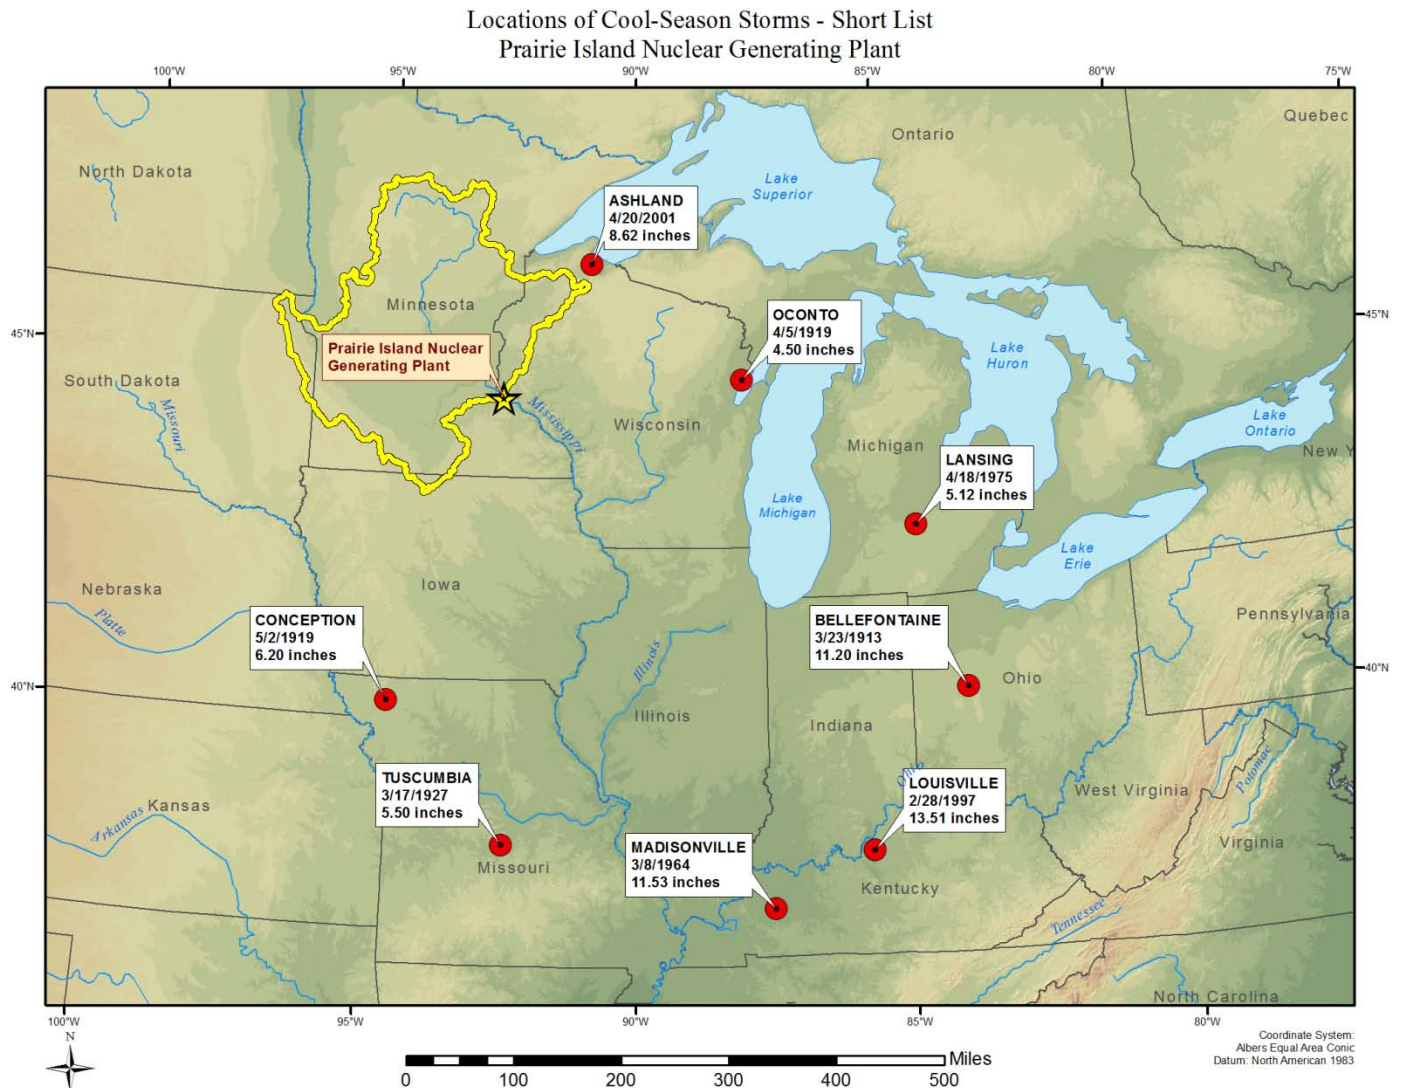 Locations of Cool-Season Storms - Short List
Prairie Island Nuclear Generating Plant
100°W
95°W
90°W
85°W
80°W
75°W
Quebec
Ontario
North Dakota
Lake
Superior
ASHLAND
4/20/2001
8.62 inches
Minnesota
OCONTO
4/5/1919
4.50 inches
45°N
45°N
Prairie Island Nuclear
Generating Plant
Lake
Huron
South Dakota
Missouri
Mississippi
Wisconsin
Michigan
Lake
Ontario
New Y
LANSING
4/18/1975
5.12 inches
Lake
Michigan
Lake
Erie
Nebraska
Iowa
Platte
CONCEPTION
5/2/1919
6.20 inches
BELLEFONTAINE
3/23/1913
11.20 inches
Pennsylvania
Illinois
40°N
40°N
Ohio
Illinois
Indiana
TUSCUMBIA
3/17/1927
5.50 inches
Ohio
LOUISVILLE
2/28/1997
13.51 inches
Potomac
West Virginia
Kansas
Arkansas
MADISONVILLE
3/8/1964
11.53 inches
Virginia
Missouri
Kentucky
Tennessee
North Carolina
100°W
95°W
90°W
85°W
80°W
N
Miles
0
100
200
300
400
500
Coordinate System:
Albers Equal Area Conic
Datum: North American 1983